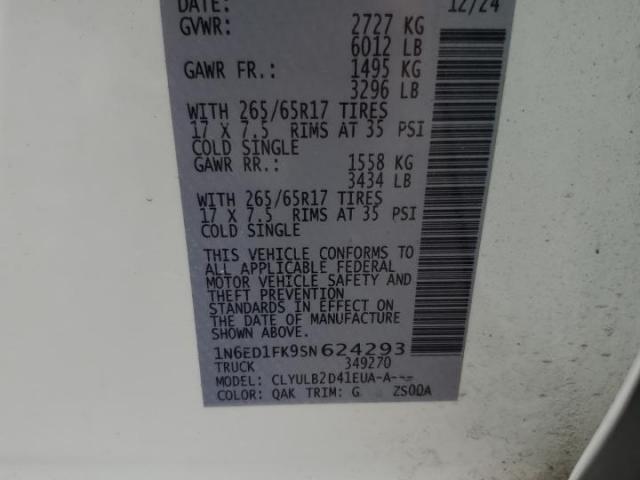 DATE: 12/24
GVWR: 2727 KG
6012 LB
GAWR FR.: 1495 KG
3296 LB
WITH 265/65R17 TIRES
17 X 7.5 RIMS AT 35 PSI
COLD SINGLE
GAWR RR.: 1558 KG
3434 LB
WITH 265/65R17 TIRES
17 X 7.5 RIMS AT 35 PSI
COLD SINGLE
THIS VEHICLE CONFORMS TO
ALL APPLICABLE FEDERAL
MOTOR VEHICLE SAFETY AND
THEFT PREVENTION
STANDARDS IN EFFECT ON
THE DATE OF MANUFACTURE
SHOWN ABOVE.
1N6ED1FK9SN624293
TRUCK 349270
MODEL: CLYULB2D41EUA-A---
COLOR: QAK TRIM: G ZS00A